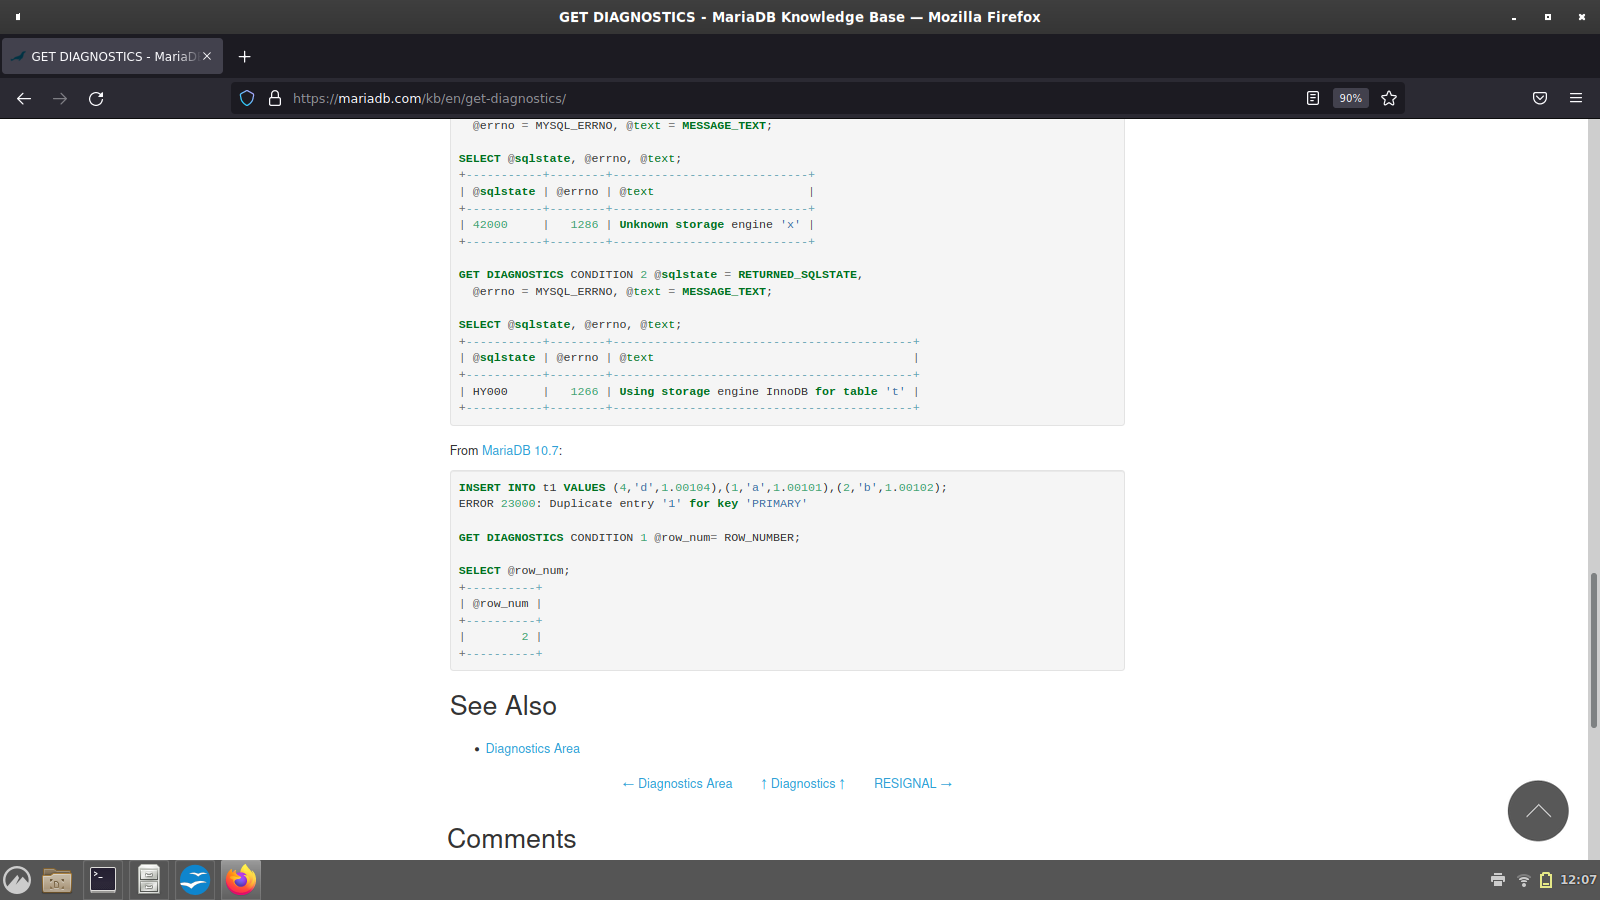 GET DIAGNOSTICS - MariaDB Knowledge Base — Mozilla Firefox
GET DIAGNOSTICS - MariaD
https://mariadb.com/kb/en/get-diagnostics/
90%
  @errno = MYSQL_ERRNO, @text = MESSAGE_TEXT;
SELECT @sqlstate, @errno, @text;
+-----------+--------+----------------------------+
| @sqlstate | @errno | @text                      |
+-----------+--------+----------------------------+
| 42000     |   1286 | Unknown storage engine 'x' |
+-----------+--------+----------------------------+
GET DIAGNOSTICS CONDITION 2 @sqlstate = RETURNED_SQLSTATE,
  @errno = MYSQL_ERRNO, @text = MESSAGE_TEXT;
SELECT @sqlstate, @errno, @text;
+-----------+--------+-------------------------------------------+
| @sqlstate | @errno | @text                                     |
+-----------+--------+-------------------------------------------+
| HY000     |   1266 | Using storage engine InnoDB for table 't' |
+-----------+--------+-------------------------------------------+
From MariaDB 10.7:
INSERT INTO t1 VALUES (4,'d',1.00104),(1,'a',1.00101),(2,'b',1.00102);
ERROR 23000: Duplicate entry '1' for key 'PRIMARY'
GET DIAGNOSTICS CONDITION 1 @row_num= ROW_NUMBER;
SELECT @row_num;
+----------+
| @row_num |
+----------+
|        2 |
+----------+
See Also
• Diagnostics Area
← Diagnostics Area ↑ Diagnostics ↑ RESIGNAL →
Comments
12:07